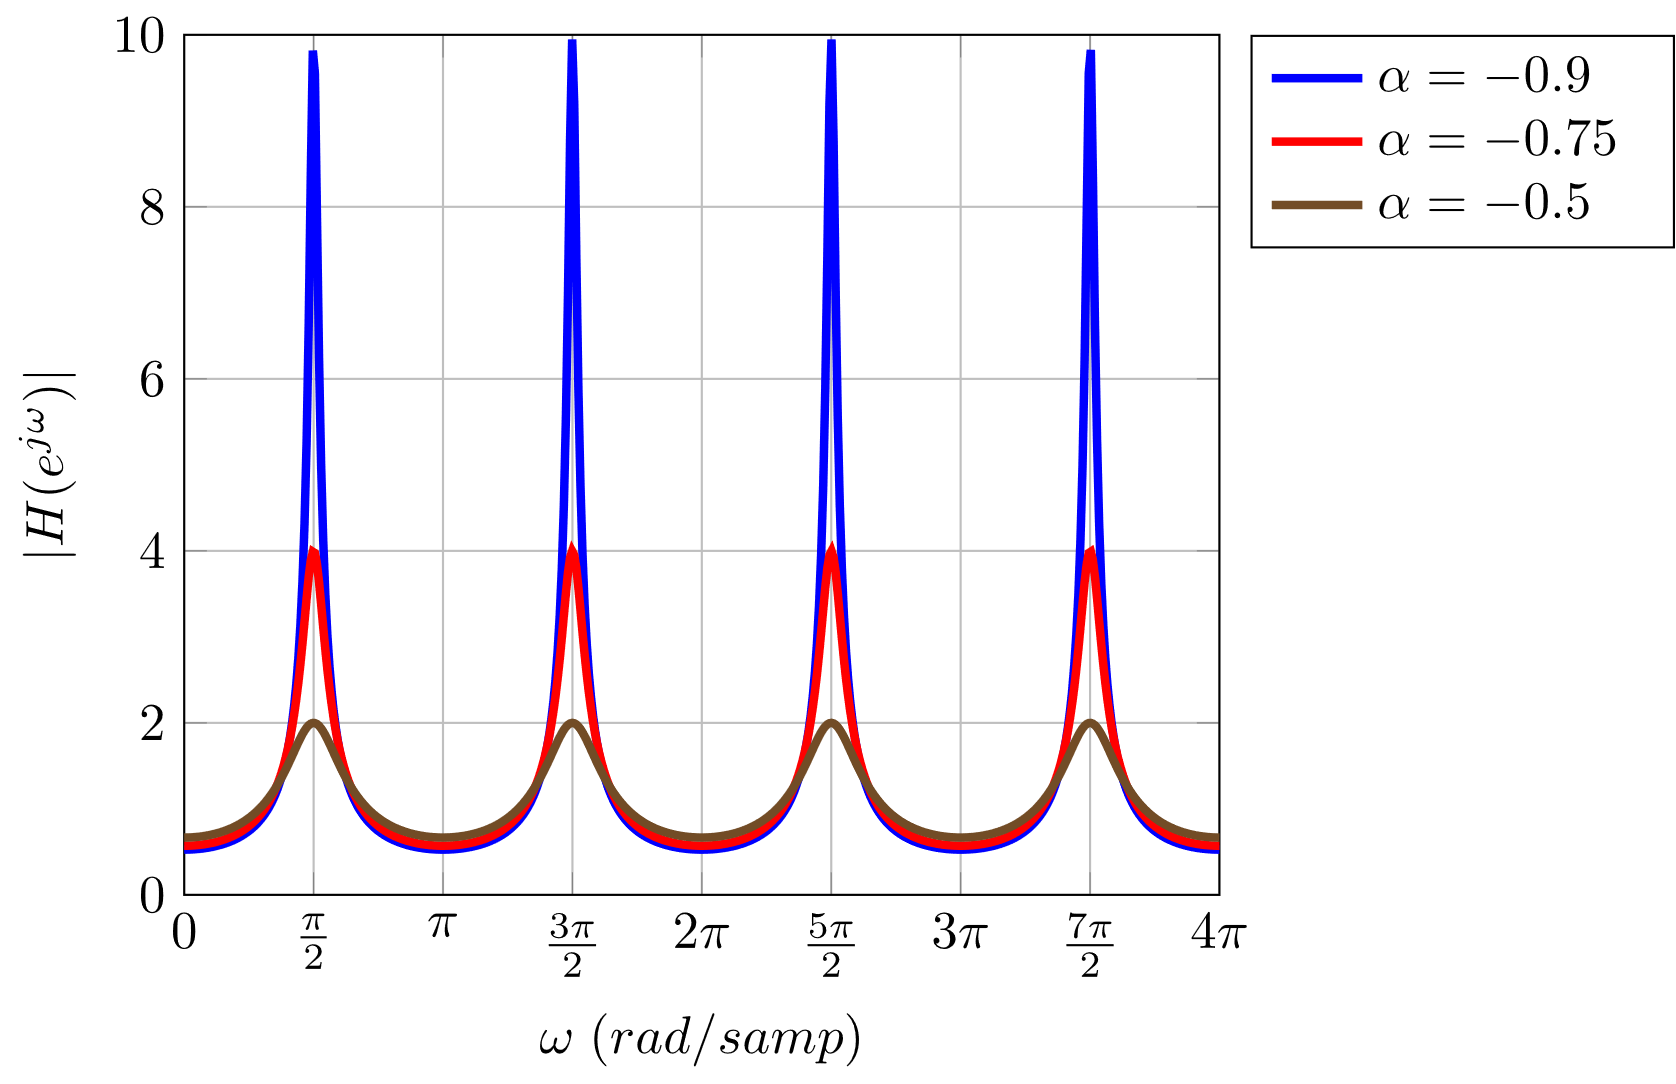 10
8
6
4
2
0
0 π/2 π 3π/2 2π 5π/2 3π 7π/2 4π
ω (rad/samp)
|H(e^{jω})|
α = −0.9
α = −0.75
α = −0.5